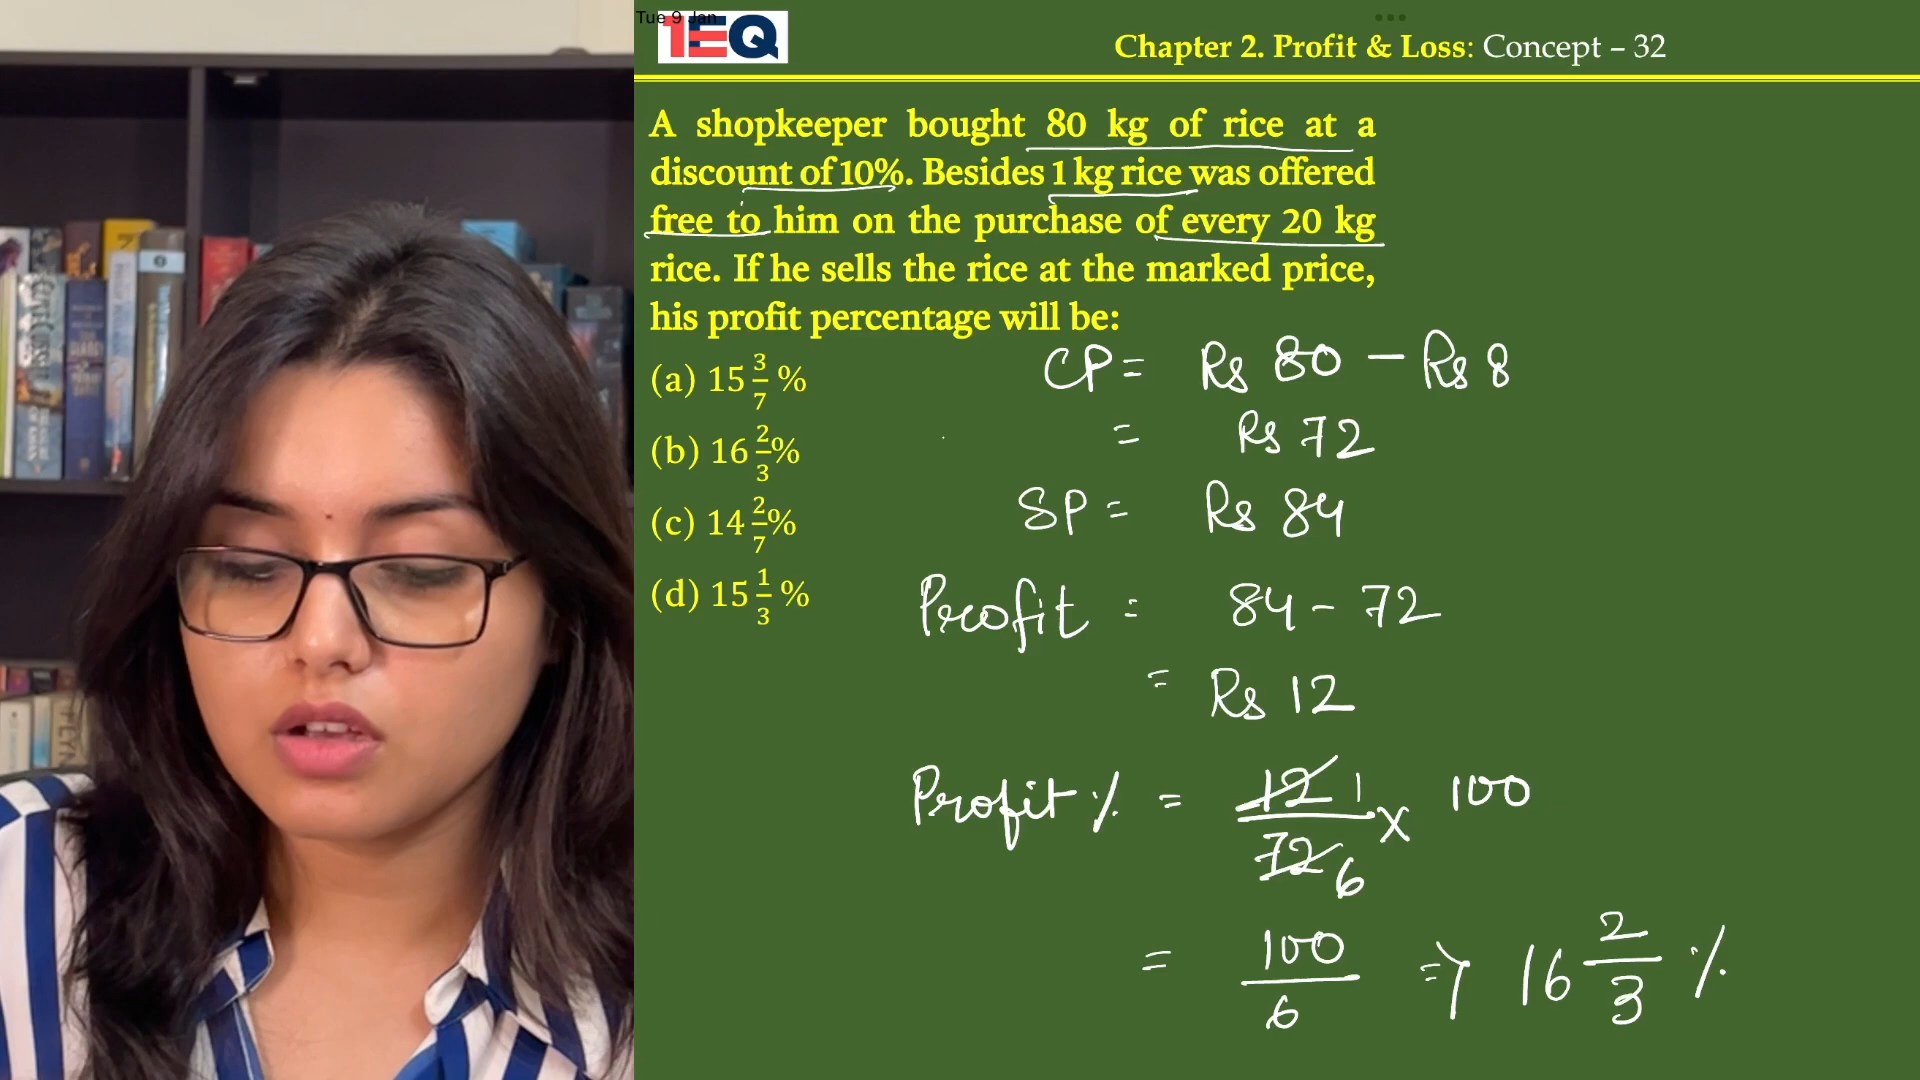 Tue 9 Jan
1EQ
Chapter 2. Profit & Loss: Concept – 32
A shopkeeper bought 80 kg of rice at a
discount of 10%. Besides 1 kg rice was offered
free to him on the purchase of every 20 kg
rice. If he sells the rice at the marked price,
his profit percentage will be:
(a) 15 3/7 %
(b) 16 2/3%
(c) 14 2/7%
(d) 15 1/3 %
CP = Rs 80 - Rs 8
= Rs 72
SP = Rs 84
Profit = 84 - 72
= Rs 12
Profit % = 12 1 / 72 6 x 100
= 100/6 => 16 2/3 %